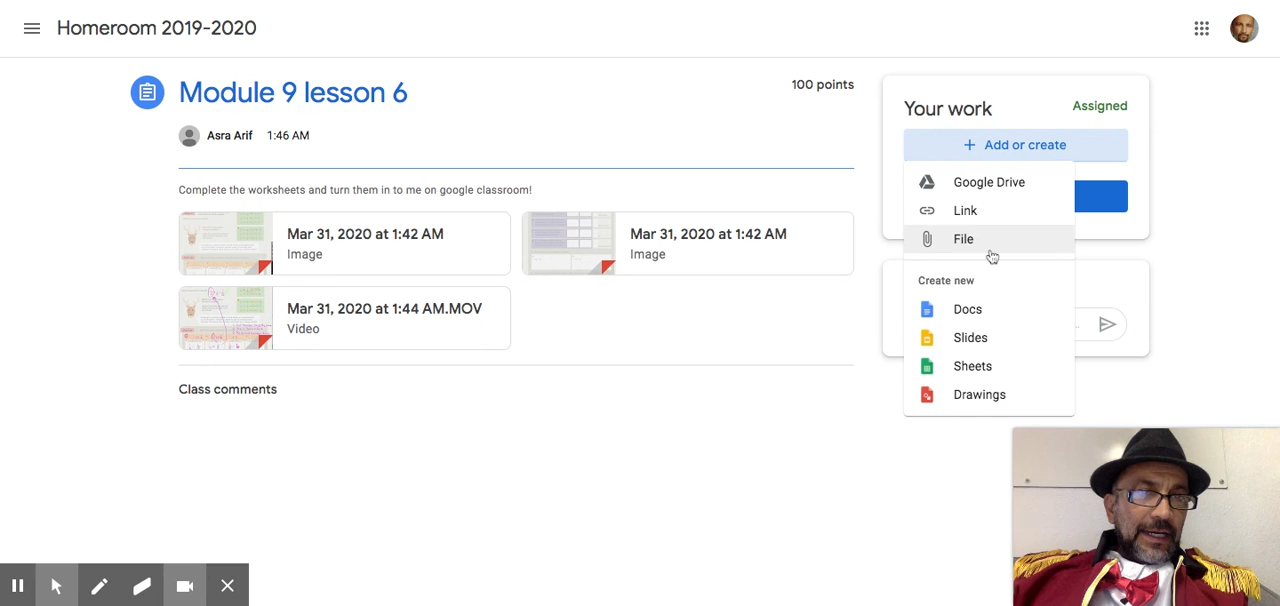 Homeroom 2019-2020
Module 9 lesson 6
100 points
Asra Arif 1:46 AM
Complete the worksheets and turn them in to me on google classroom!
Mar 31, 2020 at 1:42 AM
Image
Mar 31, 2020 at 1:42 AM
Image
Mar 31, 2020 at 1:44 AM.MOV
Video
Class comments
Your work
Assigned
+ Add or create
Google Drive
Link
File
Create new
Docs
Slides
Sheets
Drawings